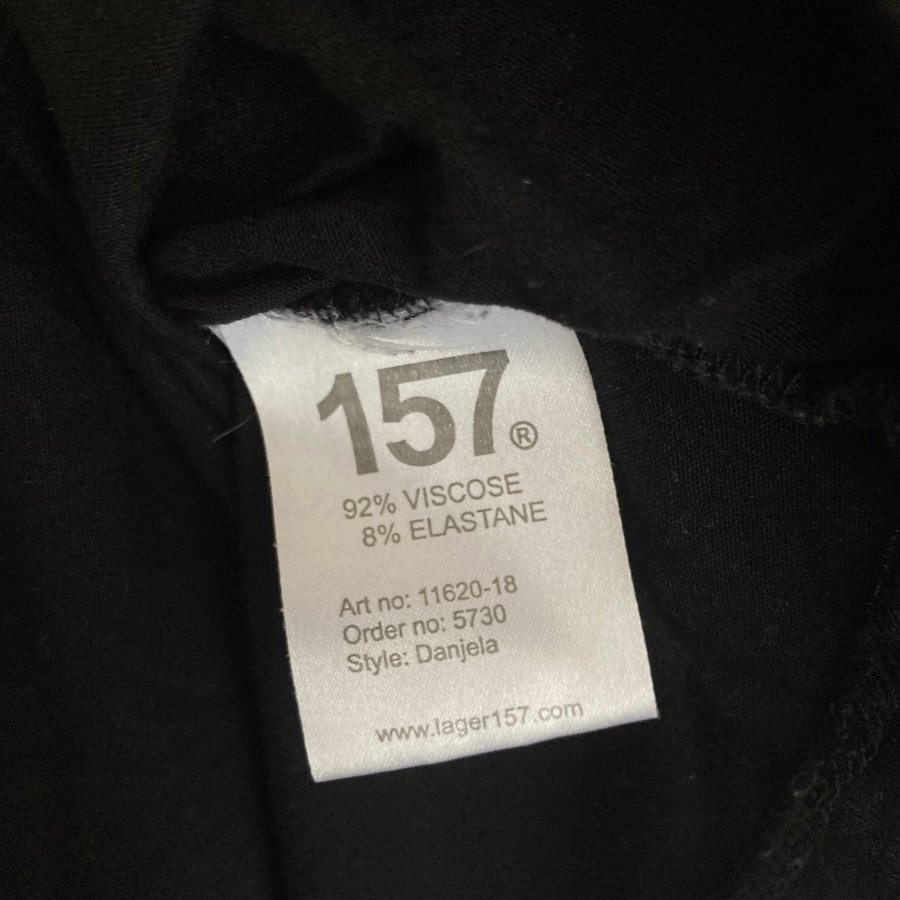 157®
92% VISCOSE
8% ELASTANE
Art no: 11620-18
Order no: 5730
Style: Danjela
www.lager157.com